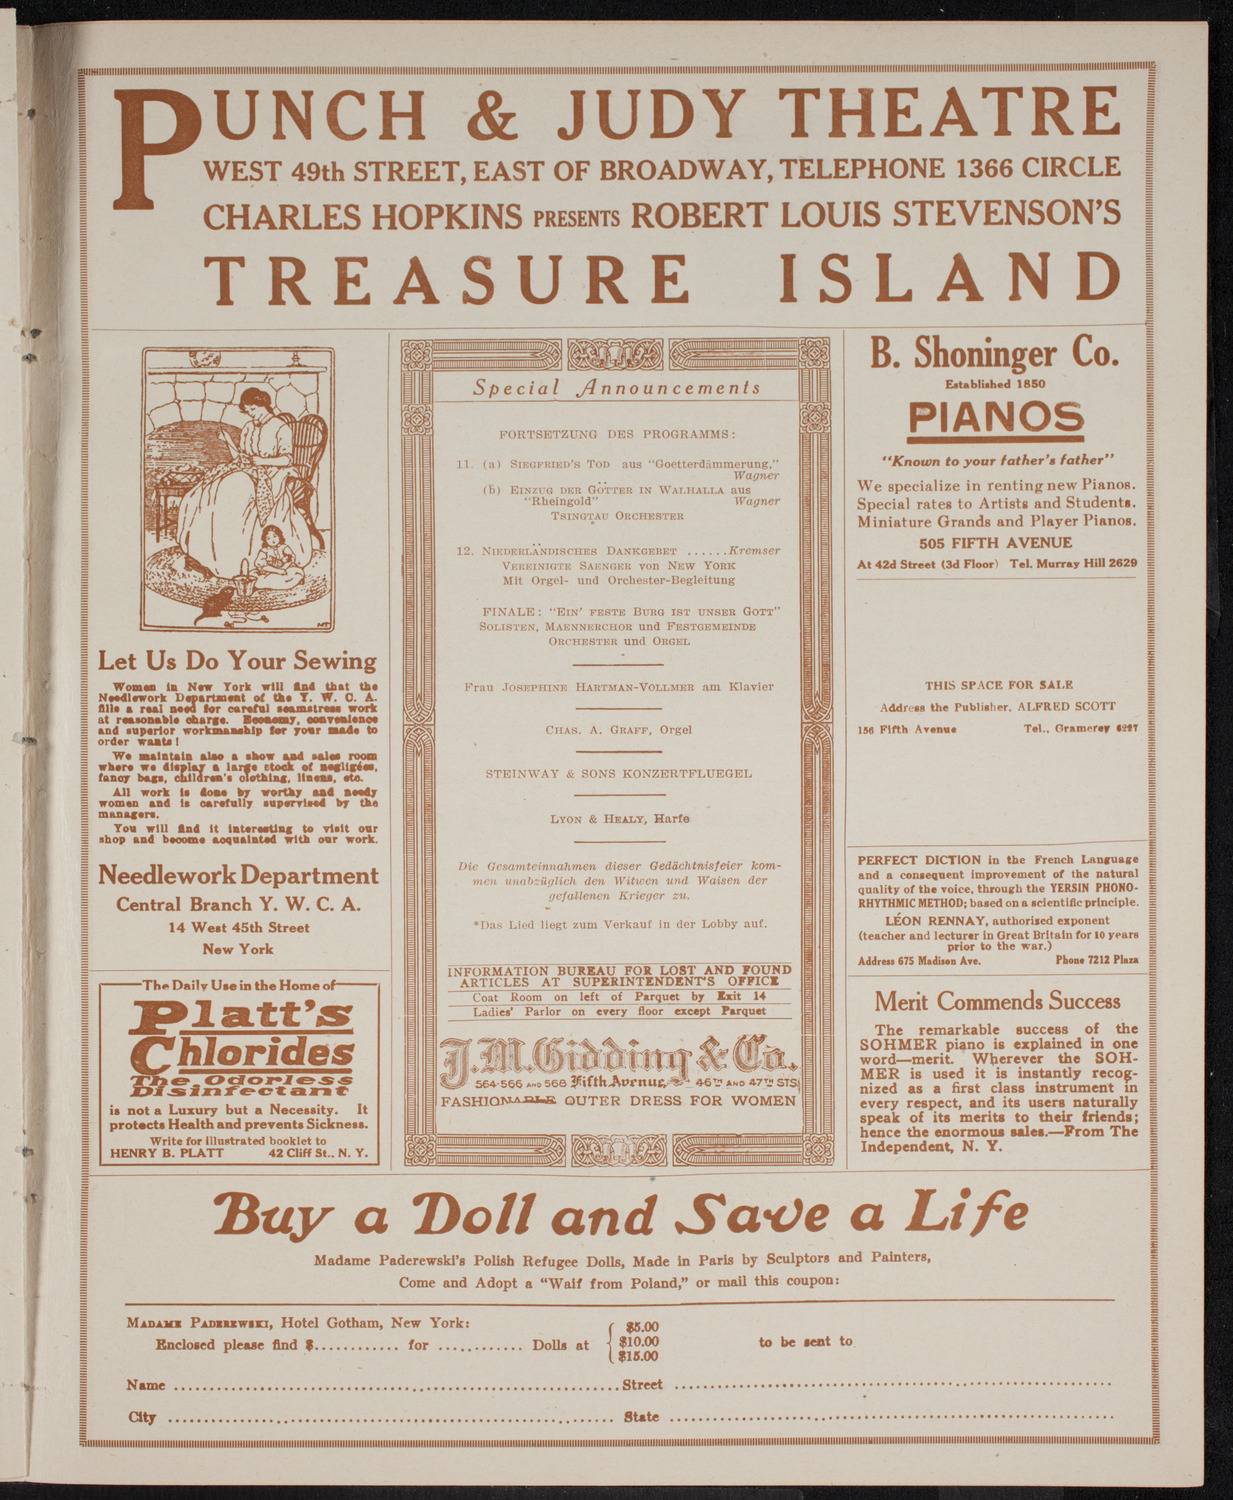 PUNCH & JUDY THEATRE
WEST 49th STREET, EAST OF BROADWAY, TELEPHONE 1366 CIRCLE
CHARLES HOPKINS PRESENTS ROBERT LOUIS STEVENSON'S
TREASURE ISLAND
Let Us Do Your Sewing
Women in New York will find that the
Needlework Department of the Y. W. C. A.
fills a real need for careful seamstress work
at reasonable charge. Economy, convenience
and superior workmanship for your made to
order wants!
We maintain also a show and sales room
where we display a large stock of negligées,
fancy bags, children's clothing, linens, etc.
All work is done by worthy and needy
women and is carefully supervised by the
managers.
You will find it interesting to visit our
shop and become acquainted with our work.
Needlework Department
Central Branch Y. W. C. A.
14 West 45th Street
New York
The Daily Use in the Home of
Platt's
Chlorides
The Odorless
Disinfectant
is not a Luxury but a Necessity. It
protects Health and prevents Sickness.
Write for illustrated booklet to
HENRY B. PLATT 42 Cliff St., N. Y.
Special Announcements
FORTSETZUNG DES PROGRAMMS:
11. (a) SIEGFRIED'S TOD aus "Goetterdämmerung,"
Wagner
(b) EINZUG DER GÖTTER IN WALHALLA aus
"Rheingold" Wagner
TSINGTAU ORCHESTER
12. NIEDERLÄNDISCHES DANKGEBET ......Kremser
VEREINIGTE SAENGER VON NEW YORK
Mit Orgel- und Orchester-Begleitung
FINALE: "EIN' FESTE BURG IST UNSER GOTT"
SOLISTEN, MAENNERCHOR und FESTGEMEINDE
ORCHESTER und ORGEL
Frau JOSEPHINE HARTMAN-VOLLMER am Klavier
CHAS. A. GRAFF, Orgel
STEINWAY & SONS KONZERTFLUEGEL
LYON & HEALY, Harfe
Die Gesamteinnahmen dieser Gedächtnisfeier kom-
men unabzüglich den Witwen und Waisen der
gefallenen Krieger zu.
*Das Lied liegt zum Verkauf in der Lobby auf.
INFORMATION BUREAU FOR LOST AND FOUND
ARTICLES AT SUPERINTENDENT'S OFFICE
Coat Room on left of Parquet by Exit 14
Ladies' Parlor on every floor except Parquet
J. M. Gidding & Co.
564-566 AND 568 Fifth Avenue, 46TH AND 47TH STS
FASHIONABLE OUTER DRESS FOR WOMEN
B. Shoninger Co.
Established 1850
PIANOS
"Known to your father's father"
We specialize in renting new Pianos.
Special rates to Artists and Students.
Miniature Grands and Player Pianos.
505 FIFTH AVENUE
At 42d Street (3d Floor) Tel. Murray Hill 2629
THIS SPACE FOR SALE
Address the Publisher, ALFRED SCOTT
156 Fifth Avenue Tel., Gramercy 6227
PERFECT DICTION in the French Language
and a consequent improvement of the natural
quality of the voice, through the YERSIN PHONO-
RHYTHMIC METHOD; based on a scientific principle.
LÉON RENNAY, authorised exponent
(teacher and lecturer in Great Britain for 10 years
prior to the war.)
Address 675 Madison Ave. Phone 7212 Plaza
Merit Commends Success
The remarkable success of the
SOHMER piano is explained in one
word—merit. Wherever the SOH-
MER is used it is instantly recog-
nized as a first class instrument in
every respect, and its users naturally
speak of its merits to their friends;
hence the enormous sales.—From The
Independent, N. Y.
Buy a Doll and Save a Life
Madame Paderewski's Polish Refugee Dolls, Made in Paris by Sculptors and Painters,
Come and Adopt a "Waif from Poland," or mail this coupon:
MADAME PADEREWSKI, Hotel Gotham, New York:
Enclosed please find $............ for ............ Dolls at
$5.00
$10.00
$15.00
to be sent to
Name ........................ Street ........................
City ........................ State ........................